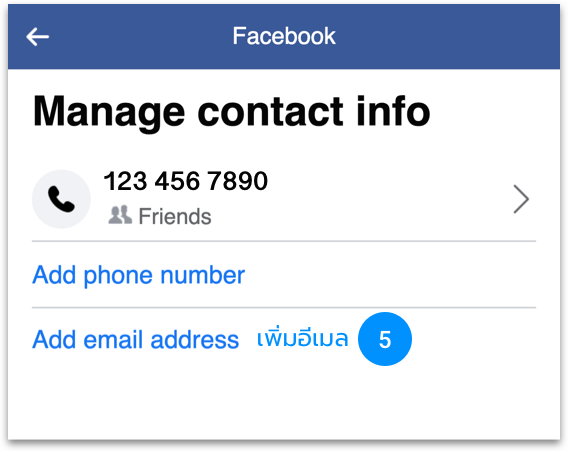 Facebook
Manage contact info
123 456 7890
Friends
Add phone number
Add email address เพิ่มอีเมล 5